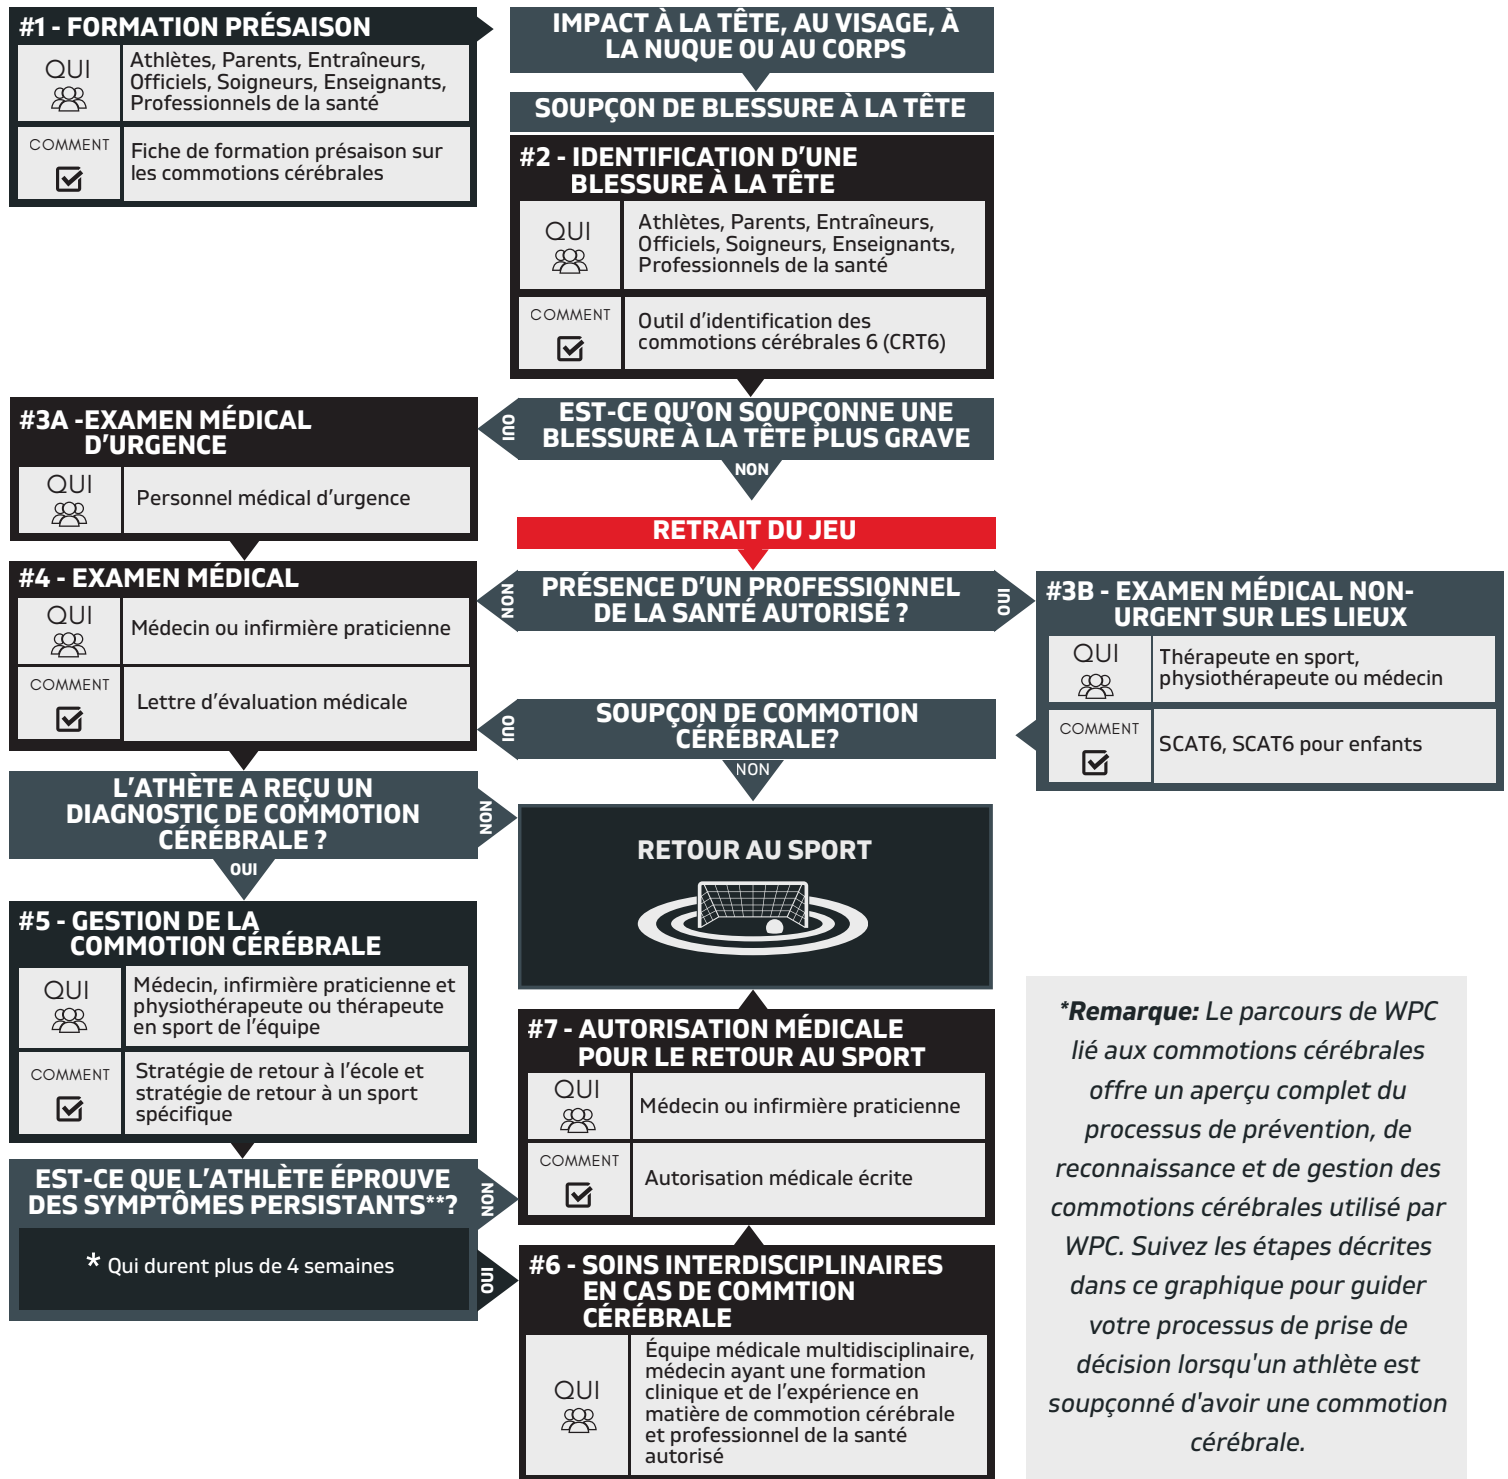 #1 - FORMATION PRÉSAISON
QUI
Athlètes, Parents, Entraîneurs,
Officiels, Soigneurs, Enseignants,
Professionnels de la santé
COMMENT
Fiche de formation présaison sur
les commotions cérébrales
IMPACT À LA TÊTE, AU VISAGE, À
LA NUQUE OU AU CORPS
SOUPÇON DE BLESSURE À LA TÊTE
#2 - IDENTIFICATION D'UNE
BLESSURE À LA TÊTE
QUI
Athlètes, Parents, Entraîneurs,
Officiels, Soigneurs, Enseignants,
Professionnels de la santé
COMMENT
Outil d'identification des
commotions cérébrales 6 (CRT6)
EST-CE QU'ON SOUPÇONNE UNE
BLESSURE À LA TÊTE PLUS GRAVE
OUI
NON
#3A -EXAMEN MÉDICAL
D'URGENCE
QUI
Personnel médical d'urgence
RETRAIT DU JEU
PRÉSENCE D'UN PROFESSIONNEL
DE LA SANTÉ AUTORISÉ ?
NON
OUI
#3B - EXAMEN MÉDICAL NON-
URGENT SUR LES LIEUX
QUI
Thérapeute en sport,
physiothérapeute ou médecin
COMMENT
SCAT6, SCAT6 pour enfants
#4 - EXAMEN MÉDICAL
QUI
Médecin ou infirmière praticienne
COMMENT
Lettre d'évaluation médicale
SOUPÇON DE COMMOTION
CÉRÉBRALE?
OUI
NON
L'ATHÈTE A REÇU UN
DIAGNOSTIC DE COMMOTION
CÉRÉBRALE ?
NON
OUI
RETOUR AU SPORT
#5 - GESTION DE LA
COMMOTION CÉRÉBRALE
QUI
Médecin, infirmière praticienne et
physiothérapeute ou thérapeute
en sport de l'équipe
COMMENT
Stratégie de retour à l'école et
stratégie de retour à un sport
spécifique
EST-CE QUE L'ATHLÈTE ÉPROUVE
DES SYMPTÔMES PERSISTANTS**?
* Qui durent plus de 4 semaines
NON
OUI
#7 - AUTORISATION MÉDICALE
POUR LE RETOUR AU SPORT
QUI
Médecin ou infirmière praticienne
COMMENT
Autorisation médicale écrite
#6 - SOINS INTERDISCIPLINAIRES
EN CAS DE COMMTION
CÉRÉBRALE
QUI
Équipe médicale multidisciplinaire,
médecin ayant une formation
clinique et de l'expérience en
matière de commotion cérébrale
et professionnel de la santé
autorisé
*Remarque: Le parcours de WPC
lié aux commotions cérébrales
offre un aperçu complet du
processus de prévention, de
reconnaissance et de gestion des
commotions cérébrales utilisé par
WPC. Suivez les étapes décrites
dans ce graphique pour guider
votre processus de prise de
décision lorsqu'un athlète est
soupçonné d'avoir une commotion
cérébrale.